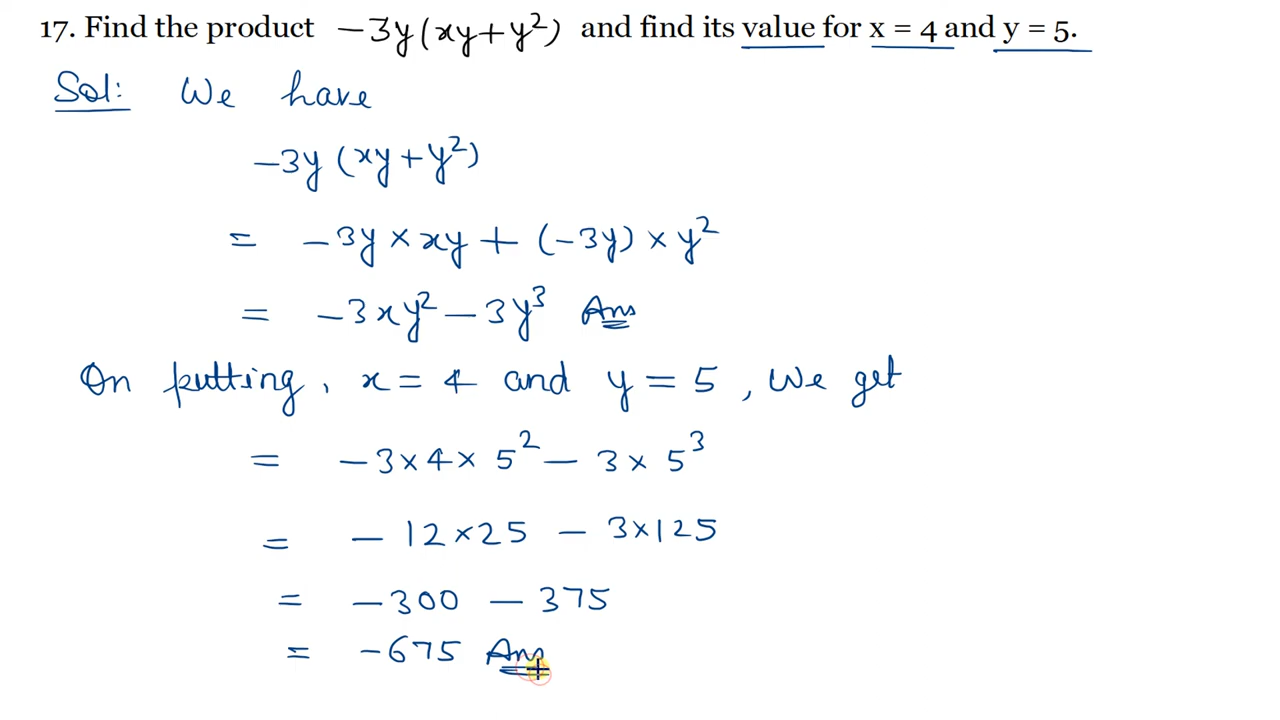 17. Find the product −3y(xy+y²) and find its value for x = 4 and y = 5.
Sol: We have
−3y (xy+y²)
= −3y × xy + (−3y) × y²
= −3xy² − 3y³ Ans
On putting, x = 4 and y = 5, We get
= −3×4× 5² − 3 × 5³
= − 12×25 − 3×125
= −300 − 375
= −675 Ans